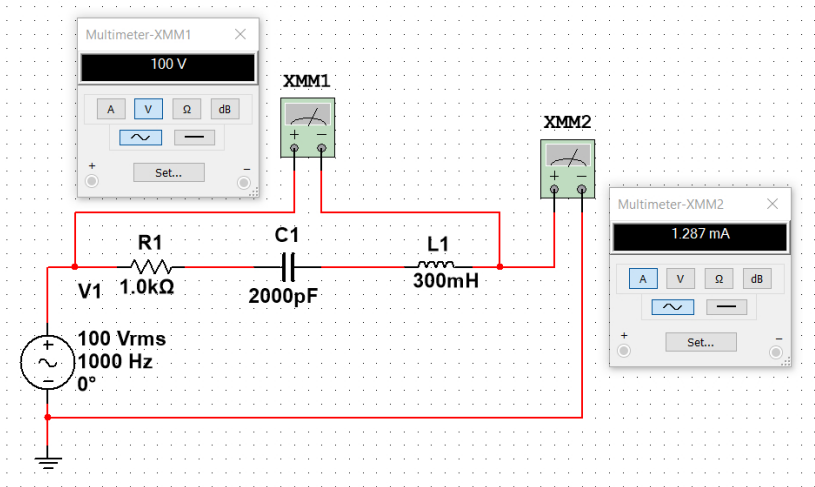 Multimeter-XMM1
100 V
A V Ω dB
+ −
Set...
XMM1
+ −
XMM2
+ −
Multimeter-XMM2
1.287 mA
A V Ω dB
+ −
Set...
R1
1.0kΩ
C1
2000pF
L1
300mH
V1
100 Vrms
1000 Hz
0°